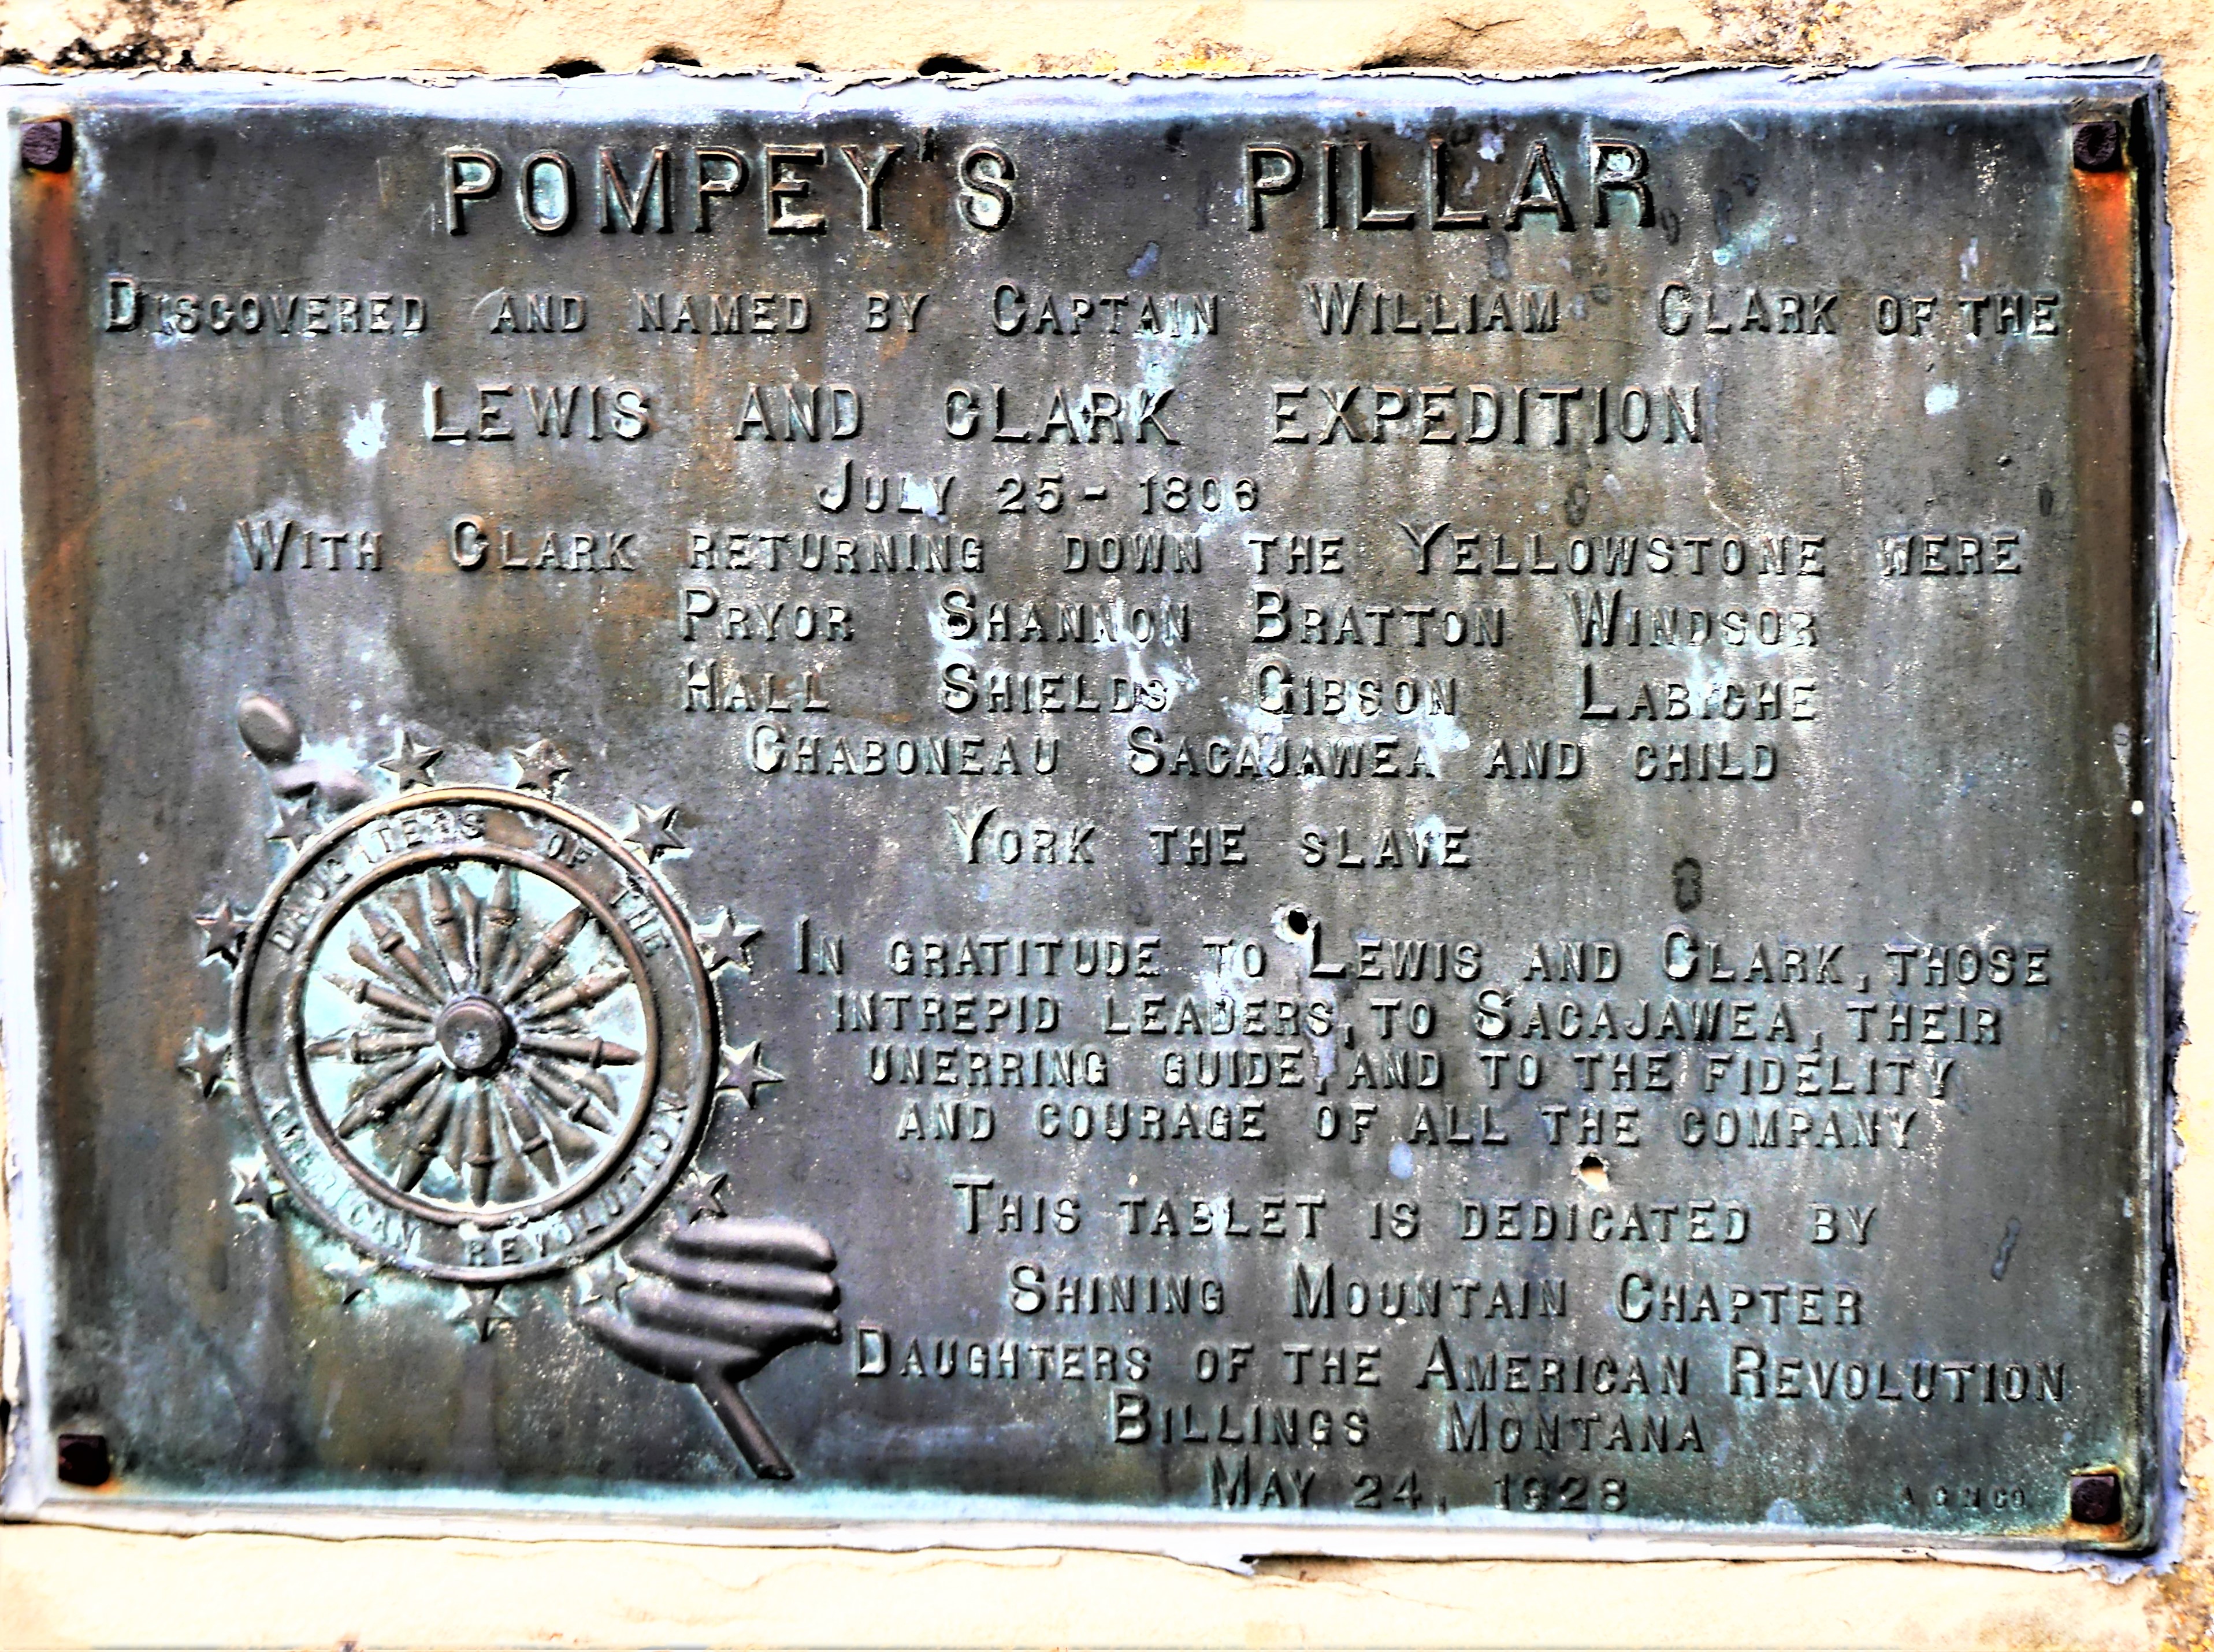 POMPEY'S PILLAR
DISCOVERED AND NAMED BY CAPTAIN WILLIAM CLARK OF THE
LEWIS AND CLARK EXPEDITION
JULY 25 - 1806
WITH CLARK RETURNING DOWN THE YELLOWSTONE WERE
PRYOR SHANNON BRATTON WINDSOR
HALL SHIELDS GIBSON LABICHE
CHABONEAU SACAJAWEA AND CHILD
YORK THE SLAVE
IN GRATITUDE TO LEWIS AND CLARK, THOSE
INTREPID LEADERS, TO SACAJAWEA, THEIR
UNERRING GUIDE, AND TO THE FIDELITY
AND COURAGE OF ALL THE COMPANY
THIS TABLET IS DEDICATED BY
SHINING MOUNTAIN CHAPTER
DAUGHTERS OF THE AMERICAN REVOLUTION
BILLINGS MONTANA
MAY 24, 1928
DAUGHTERS OF THE
AMERICAN REVOLUTION